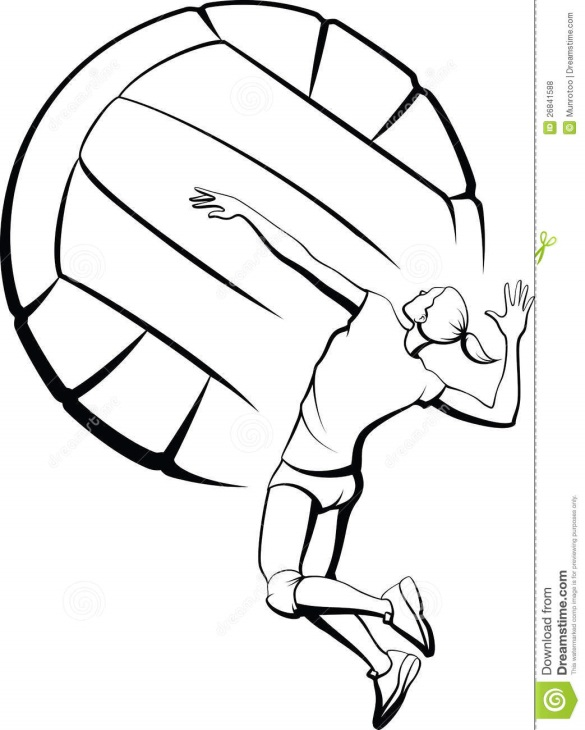 Download from
Dreamstime.com
This watermarked comp image is for previewing purposes only.
ID 26841588
© Munrotoo | Dreamstime.com